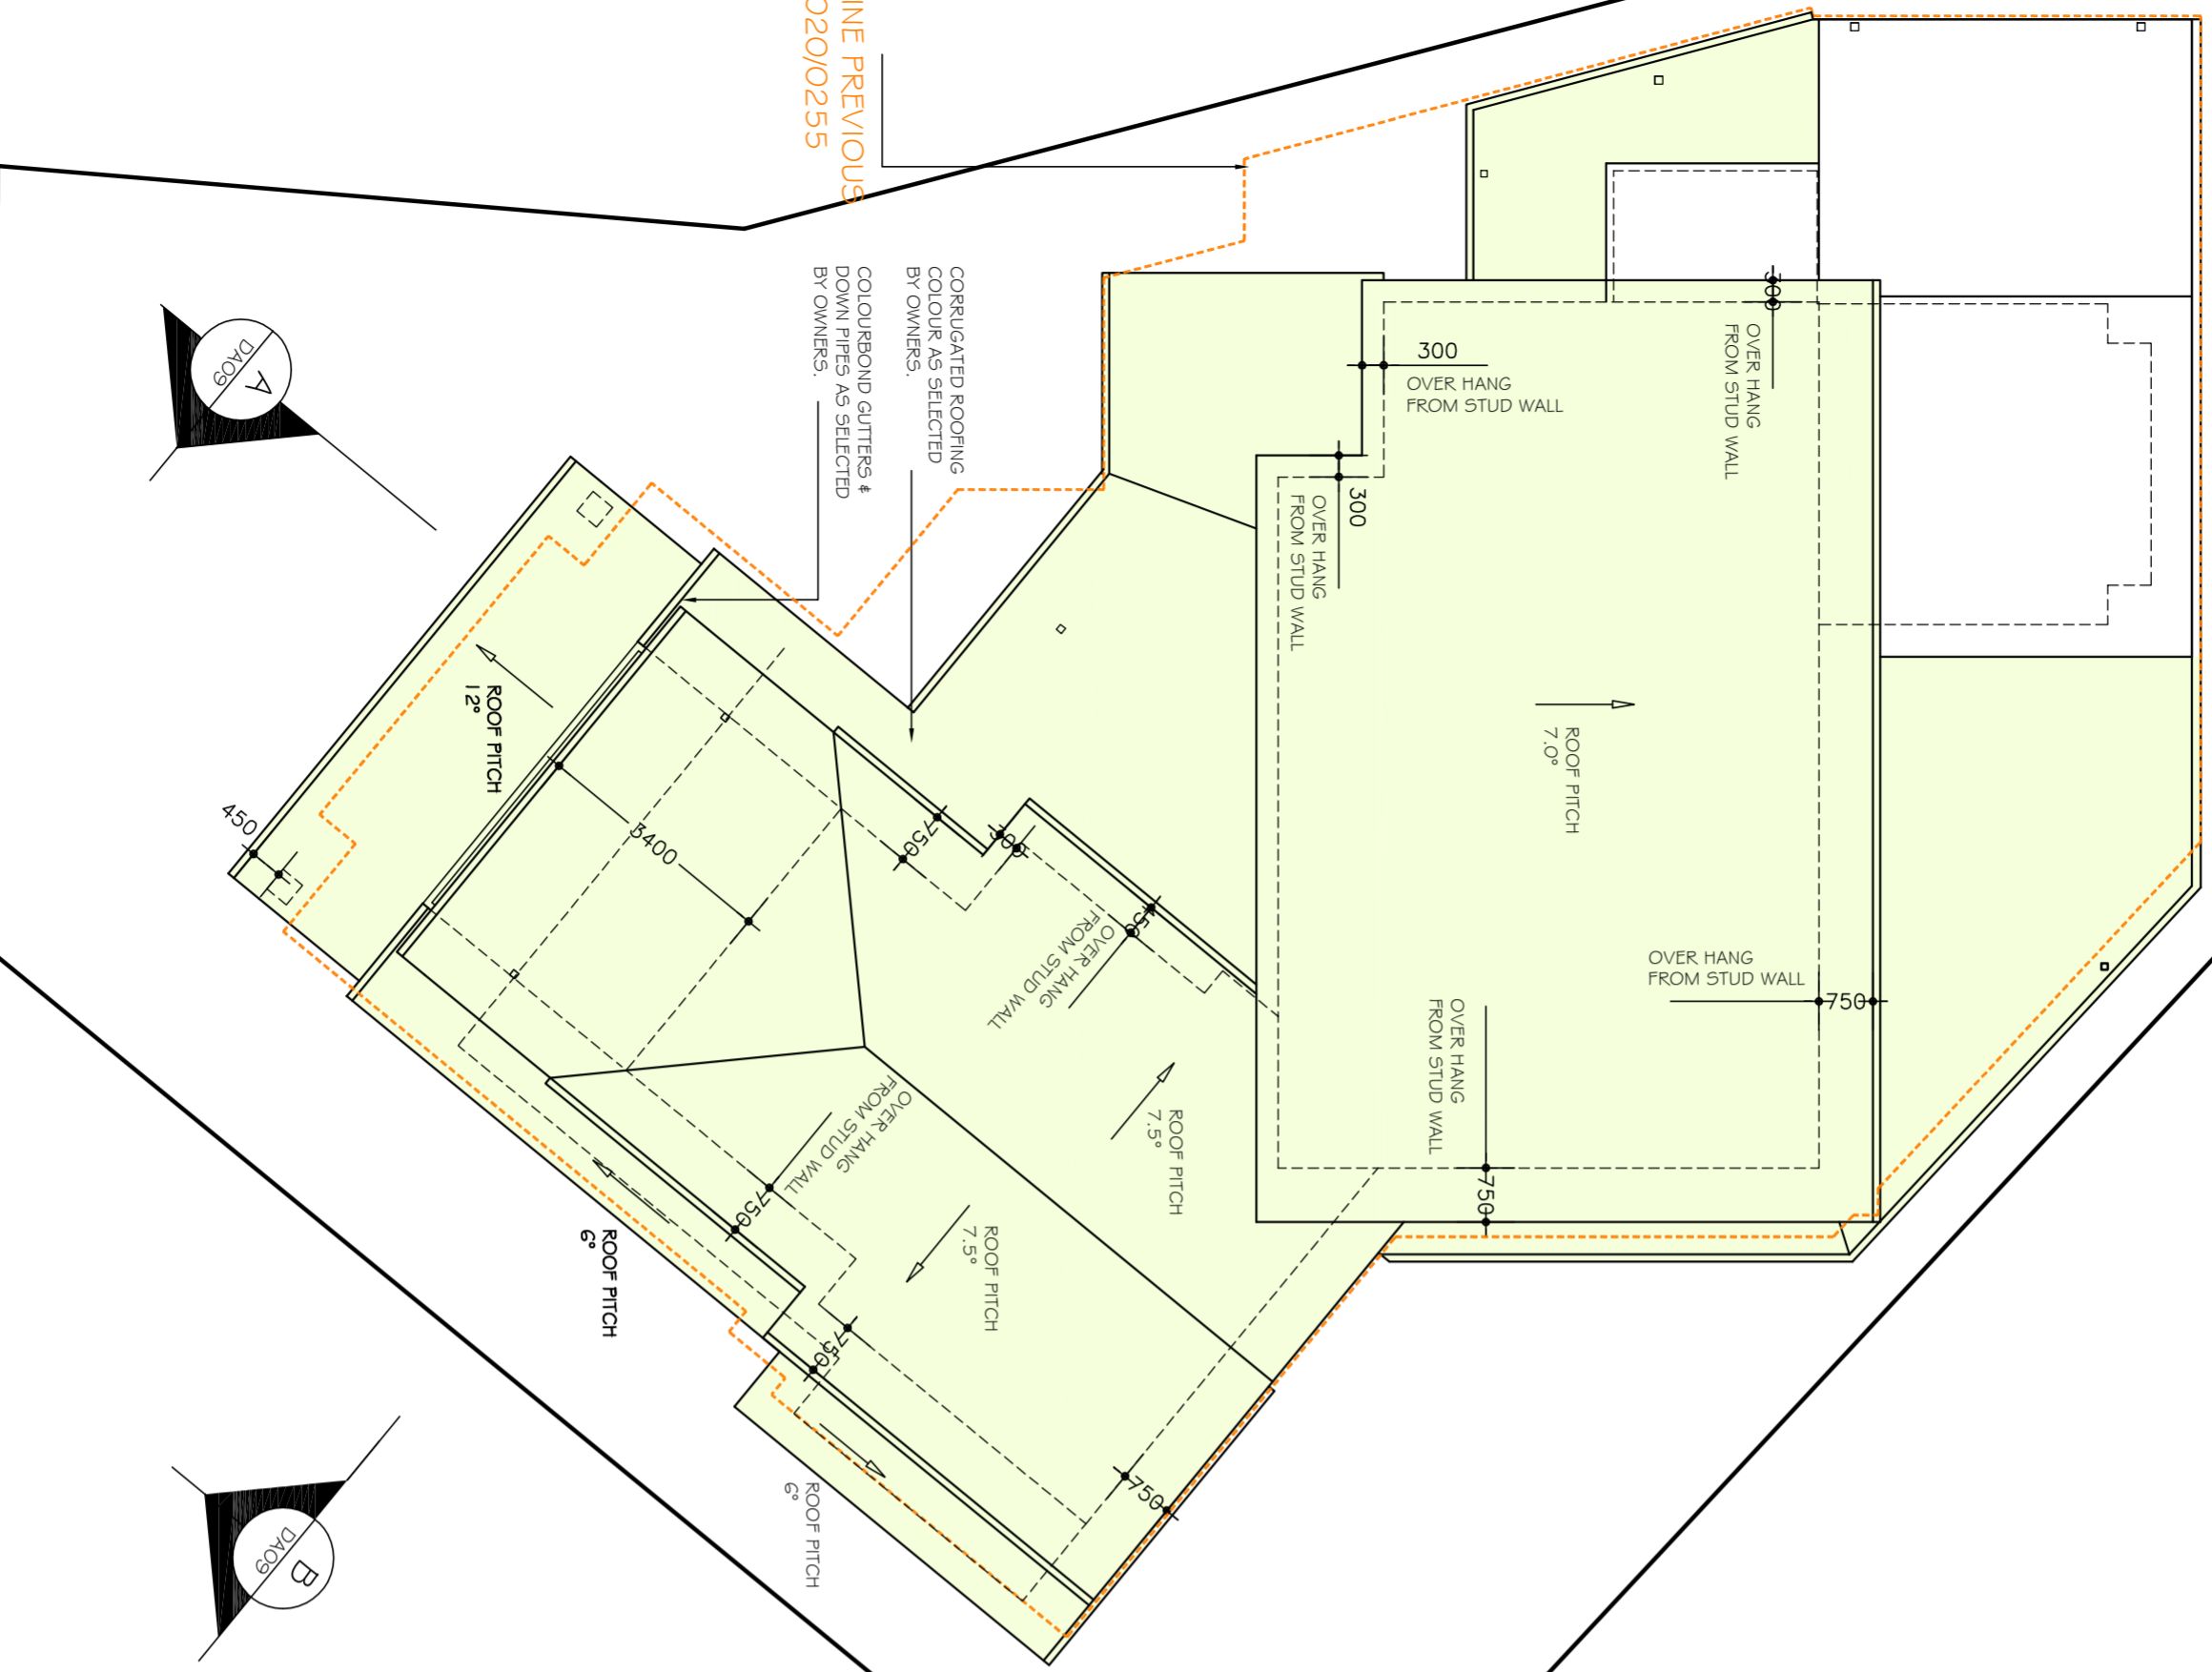 INE PREVIOUS
020/0255
CORRUGATED ROOFING
COLOUR AS SELECTED
BY OWNERS.
COLOURBOND GUTTERS &
DOWN PIPES AS SELECTED
BY OWNERS.
A
DA09
300
OVER HANG
FROM STUD WALL
300
OVER HANG
FROM STUD WALL
300
OVER HANG
FROM STUD WALL
ROOF PITCH
7.0°
ROOF PITCH
12°
450
3400
750
300
450
OVER HANG
FROM STUD WALL
OVER HANG
FROM STUD WALL
750
OVER HANG
FROM STUD WALL
750
ROOF PITCH
7.5°
OVER HANG
FROM STUD WALL
750
ROOF PITCH
7.5°
ROOF PITCH
6°
750
750
ROOF PITCH
6°
B
DA09